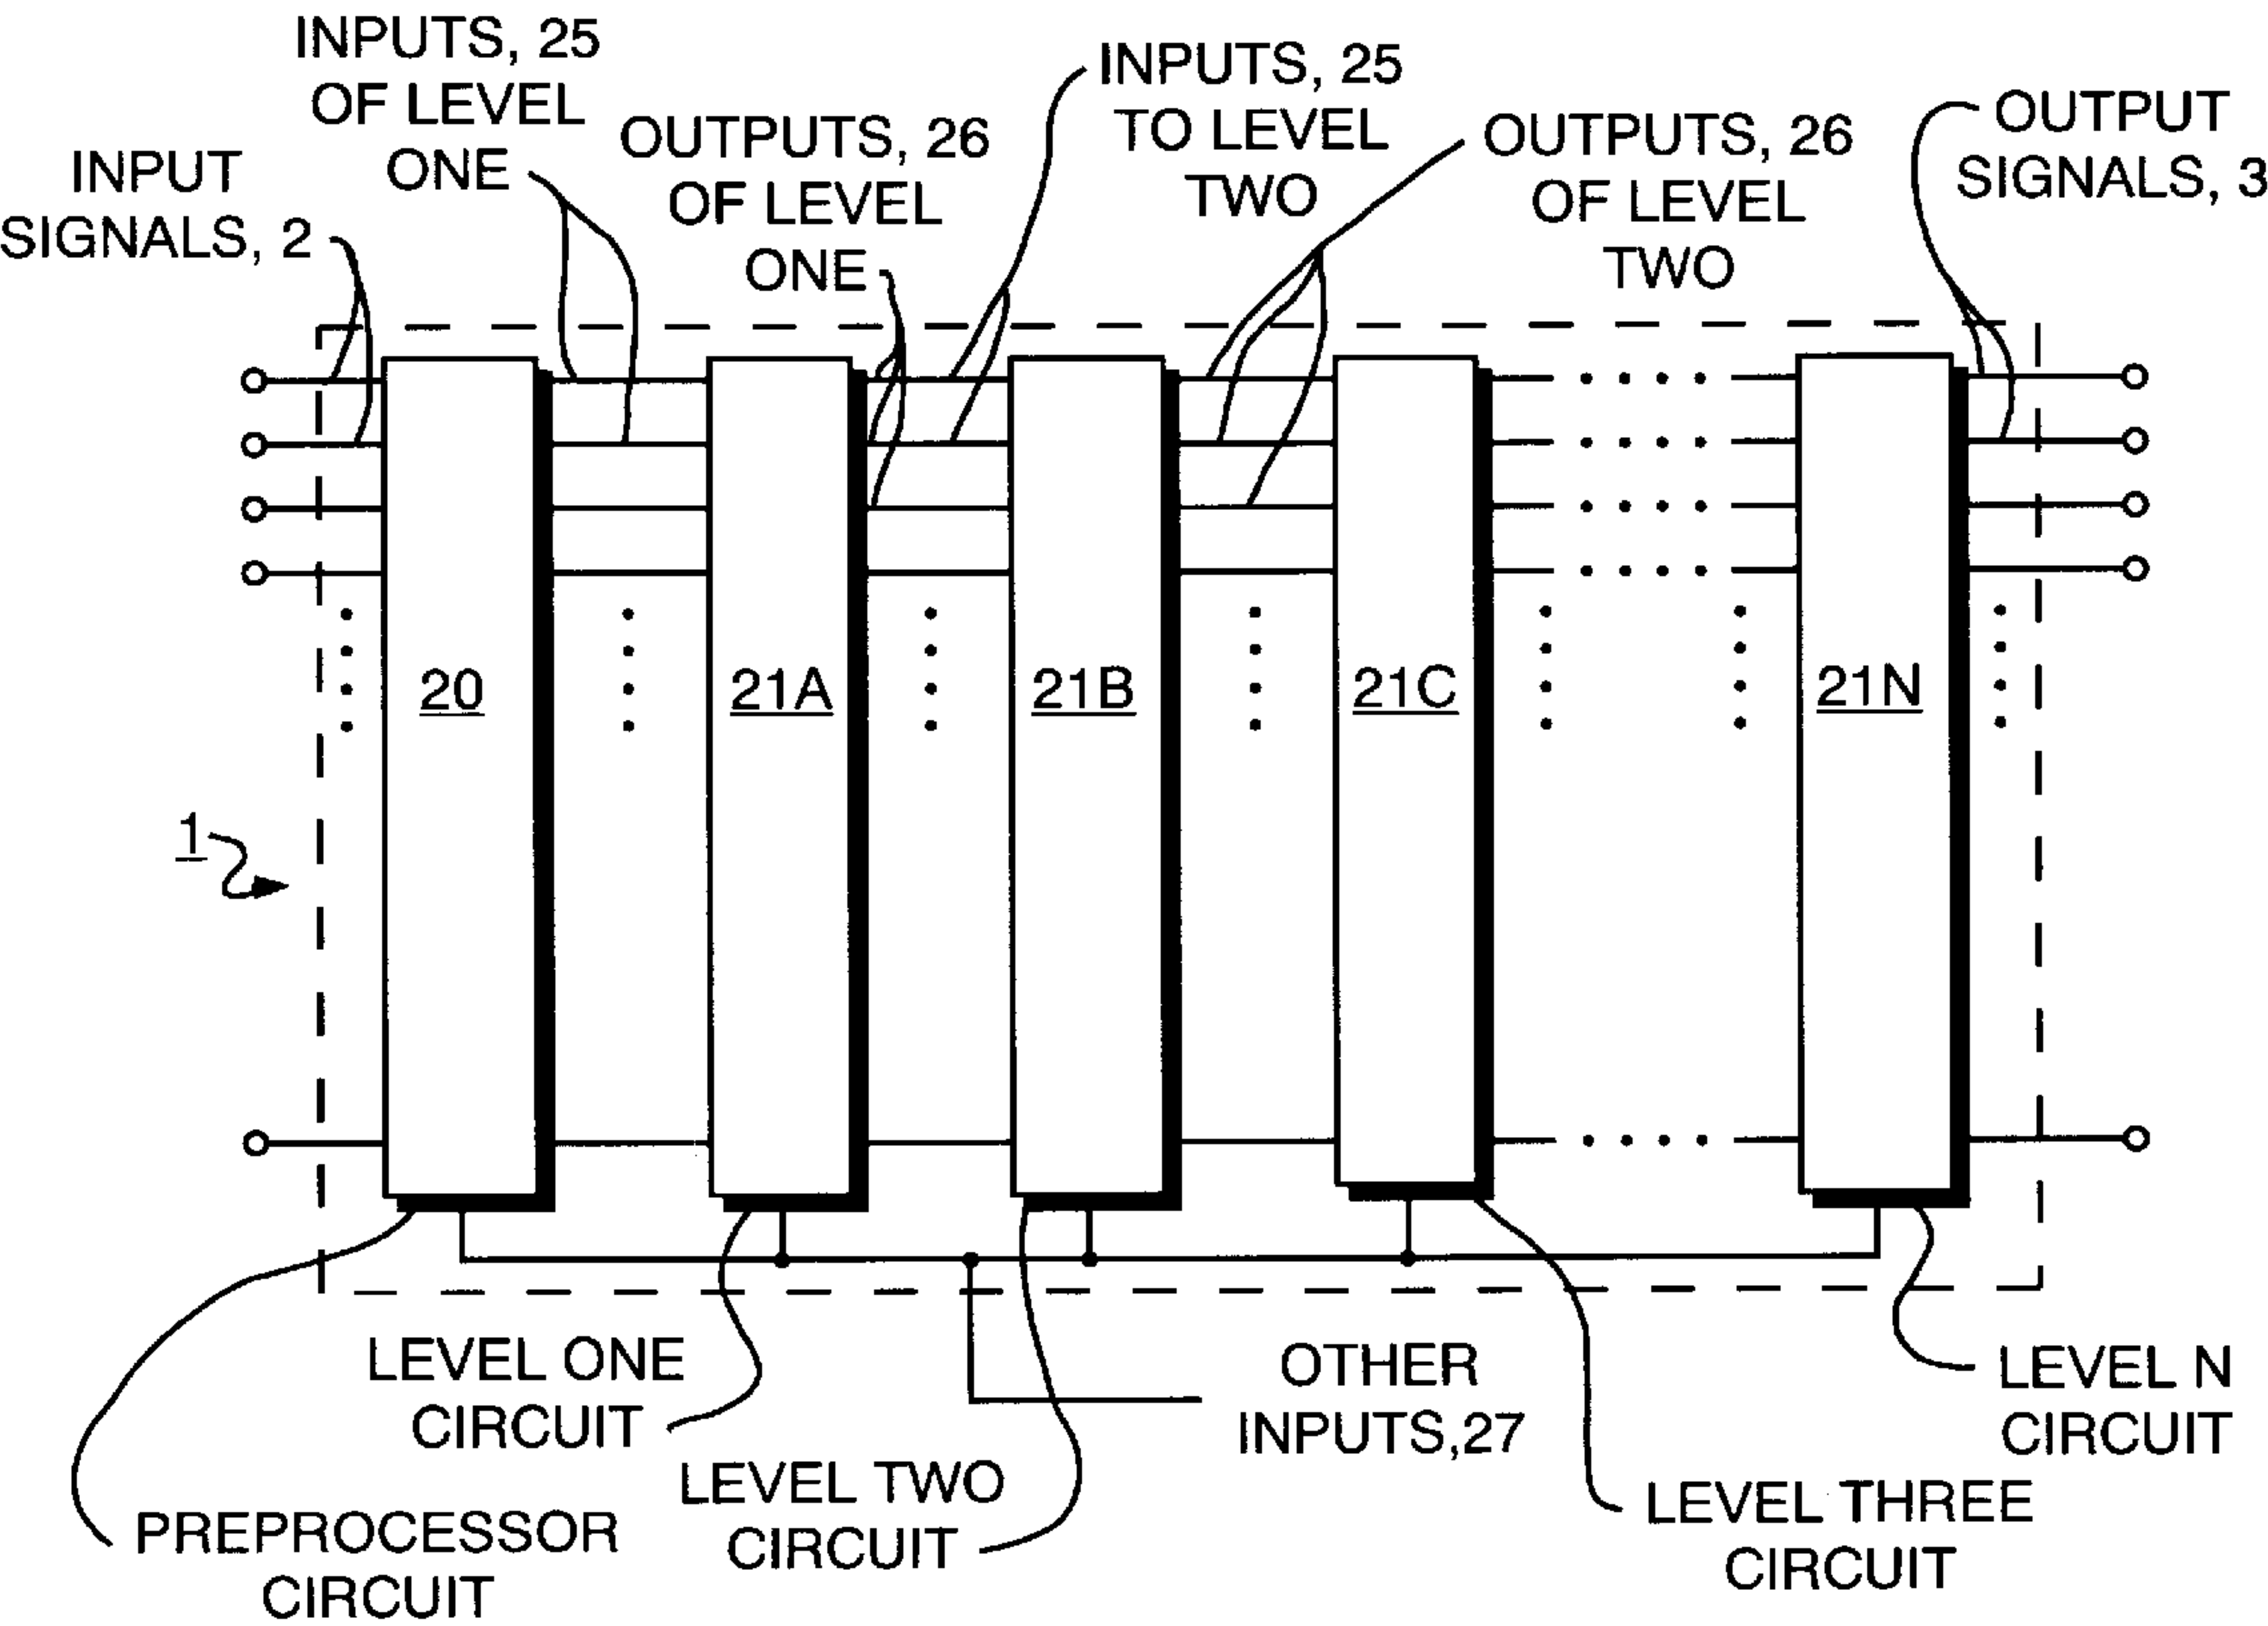 INPUTS, 25
OF LEVEL
ONE
INPUT
SIGNALS, 2
OUTPUTS, 26
OF LEVEL
ONE
INPUTS, 25
TO LEVEL
TWO
OUTPUTS, 26
OF LEVEL
TWO
OUTPUT
SIGNALS, 3
20
21A
21B
21C
21N
1
LEVEL ONE
CIRCUIT
OTHER
INPUTS,27
LEVEL N
CIRCUIT
PREPROCESSOR
CIRCUIT
LEVEL TWO
CIRCUIT
LEVEL THREE
CIRCUIT